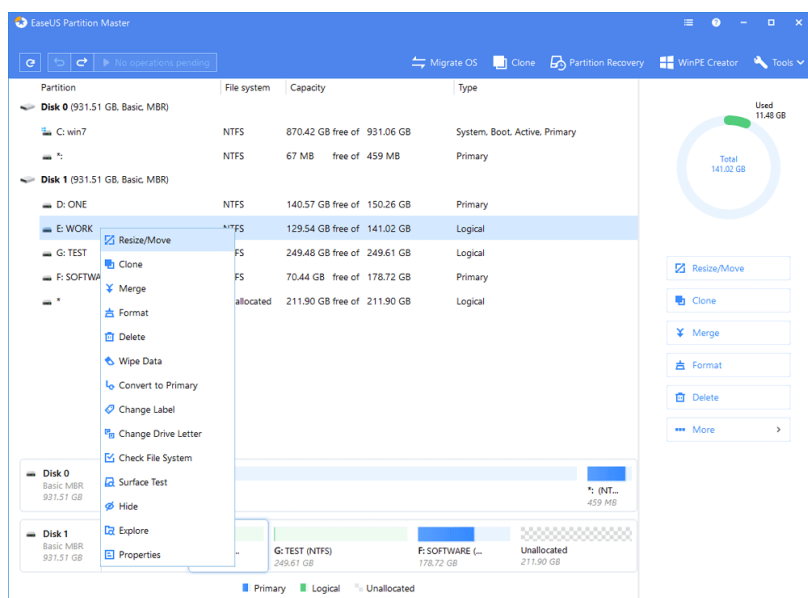 EaseUS Partition Master
No operations pending
Migrate OS Clone Partition Recovery WinPE Creator Tools
Partition File system Capacity Type
Disk 0 (931.51 GB, Basic, MBR)
C: win7 NTFS 870.42 GB free of 931.06 GB System, Boot, Active, Primary
*: NTFS 67 MB free of 459 MB Primary
Disk 1 (931.51 GB, Basic, MBR)
D: ONE NTFS 140.57 GB free of 150.26 GB Primary
E: WORK NTFS 129.54 GB free of 141.02 GB Logical
G: TEST FS 249.48 GB free of 249.61 GB Logical
F: SOFTWA FS 70.44 GB free of 178.72 GB Primary
* allocated 211.90 GB free of 211.90 GB Logical
Resize/Move
Clone
Merge
Format
Delete
Wipe Data
Convert to Primary
Change Label
Change Drive Letter
Check File System
Surface Test
Hide
Explore
Properties
Used
11.48 GB
Total
141.02 GB
Resize/Move
Clone
Merge
Format
Delete
More
Disk 0
Basic MBR
931.51 GB
*: (NT...
459 MB
Disk 1
Basic MBR
931.51 GB
G: TEST (NTFS)
249.61 GB
F: SOFTWARE (...
178.72 GB
Unallocated
211.90 GB
Primary Logical Unallocated